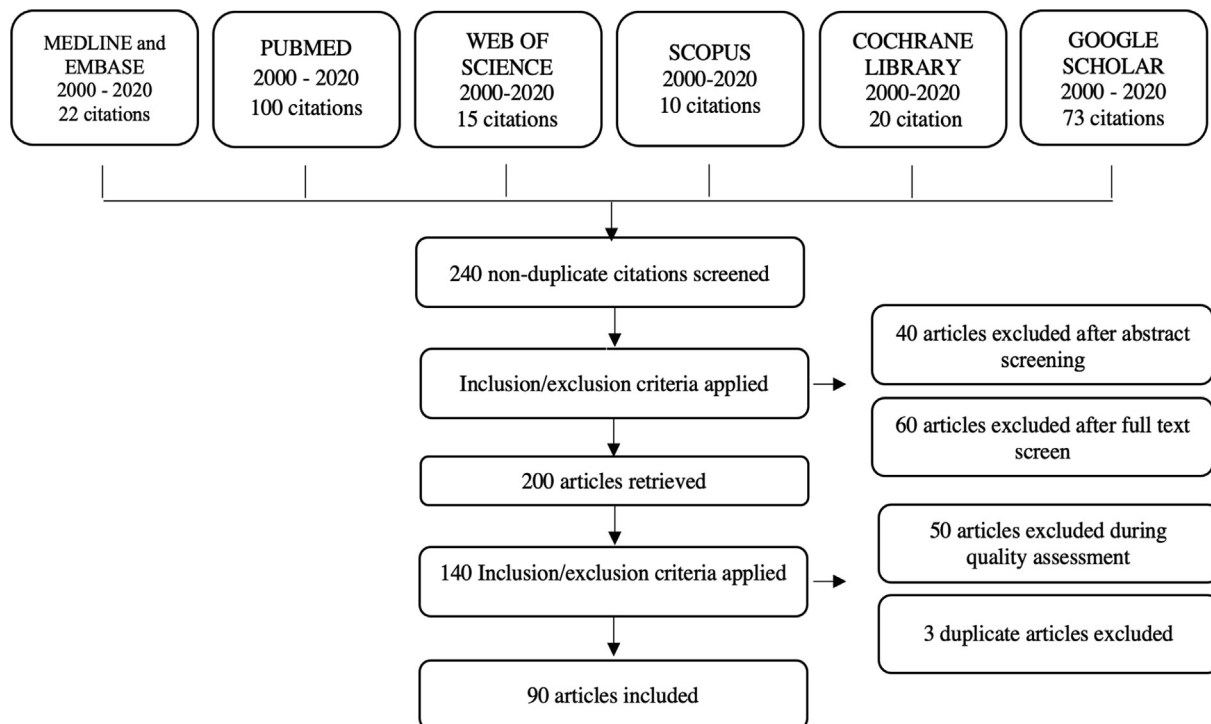 MEDLINE and
EMBASE
2000 - 2020
22 citations
PUBMED
2000 - 2020
100 citations
WEB OF
SCIENCE
2000-2020
15 citations
SCOPUS
2000-2020
10 citations
COCHRANE
LIBRARY
2000-2020
20 citation
GOOGLE
SCHOLAR
2000 - 2020
73 citations
240 non-duplicate citations screened
Inclusion/exclusion criteria applied
40 articles excluded after abstract
screening
60 articles excluded after full text
screen
200 articles retrieved
140 Inclusion/exclusion criteria applied
50 articles excluded during
quality assessment
3 duplicate articles excluded
90 articles included